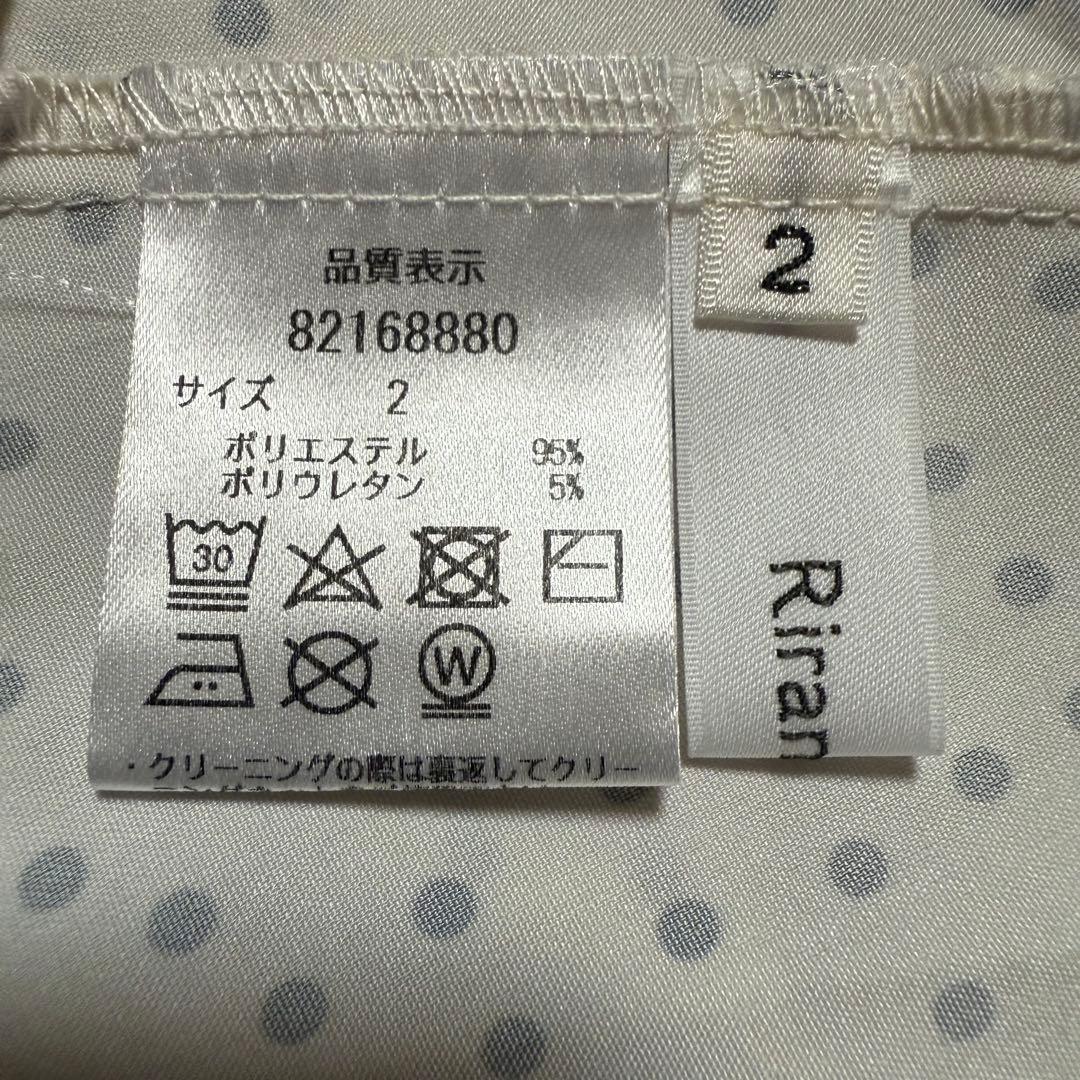 品質表示
82168880
サイズ 2
ポリエステル 95%
ポリウレタン 5%
30
W
・クリーニングの際は裏返してクリー
2
Riran